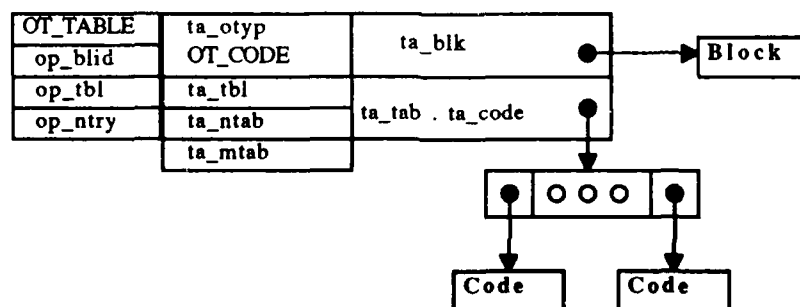 OT_TABLE ta_otyp ta_blk Block
op_blid OT_CODE
op_tbl ta_tbl ta_tab . ta_code
op_ntry ta_ntab
ta_mtab
Code Code